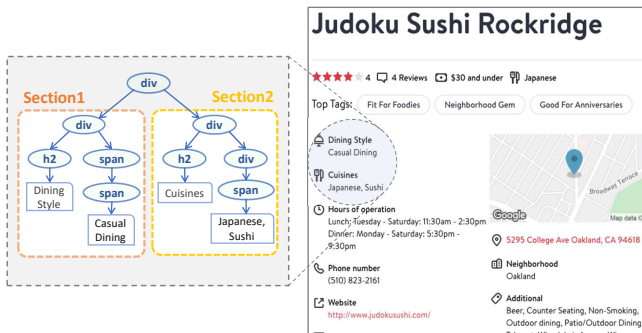 div
Section1
Section2
div
div
h2
span
h2
div
Dining
Style
span
Cuisines
span
Casual
Dining
Japanese,
Sushi
Judoku Sushi Rockridge
4 4 Reviews $30 and under Japanese
Top Tags: Fit For Foodies Neighborhood Gem Good For Anniversaries
Dining Style
Casual Dining
Cuisines
Japanese, Sushi
Hours of operation
Lunch: Tuesday - Saturday: 11:30am - 2:30pm
Dinner: Monday - Saturday: 5:30pm -
9:30pm
Phone number
(510) 823-2161
Website
http://www.judokusushi.com/
Broadway Terrace
Google
Map data ©
5295 College Ave Oakland, CA 94618
Neighborhood
Oakland
Additional
Beer, Counter Seating, Non-Smoking,
Outdoor dining, Patio/Outdoor Dining